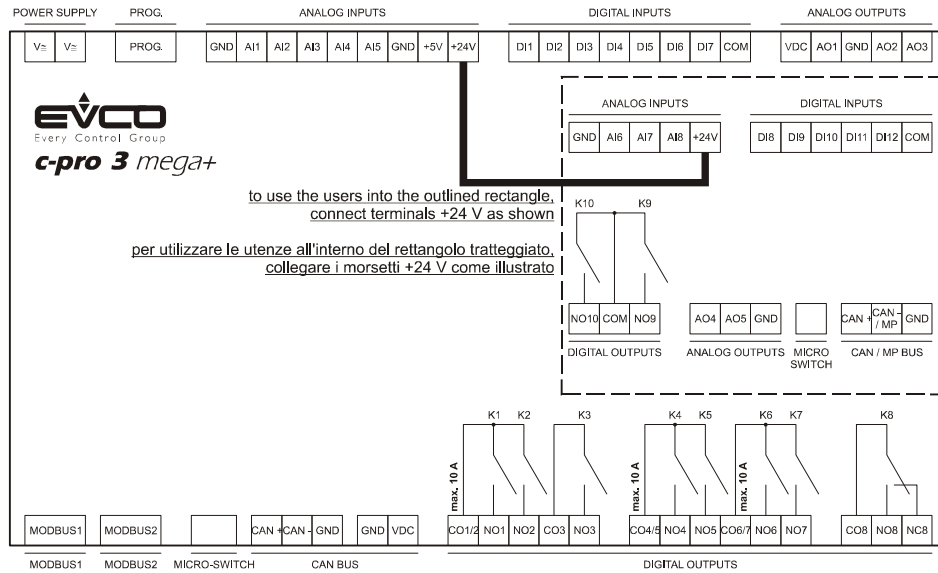 POWER SUPPLY PROG. ANALOG INPUTS DIGITAL INPUTS ANALOG OUTPUTS
V≂ V≂ PROG. GND AI1 AI2 AI3 AI4 AI5 GND +5V +24V DI1 DI2 DI3 DI4 DI5 DI6 DI7 COM VDC AO1 GND AO2 AO3
EVCO
Every Control Group
c-pro 3 mega+
ANALOG INPUTS DIGITAL INPUTS
GND AI6 AI7 AI8 +24V DI8 DI9 DI10 DI11 DI12 COM
to use the users into the outlined rectangle,
connect terminals +24 V as shown
per utilizzare le utenze all'interno del rettangolo tratteggiato,
collegare i morsetti +24 V come illustrato
K10 K9
NO10 COM NO9 AO4 AO5 GND CAN + CAN - / MP GND
DIGITAL OUTPUTS ANALOG OUTPUTS MICRO SWITCH CAN / MP BUS
K1 K2 K3 K4 K5 K6 K7 K8
max. 10 A max. 10 A max. 10 A
MODBUS1 MODBUS2 CAN + CAN - GND GND VDC CO1/2 NO1 NO2 CO3 NO3 CO4/5 NO4 NO5 CO6/7 NO6 NO7 CO8 NO8 NC8
MODBUS1 MODBUS2 MICRO-SWITCH CAN BUS DIGITAL OUTPUTS